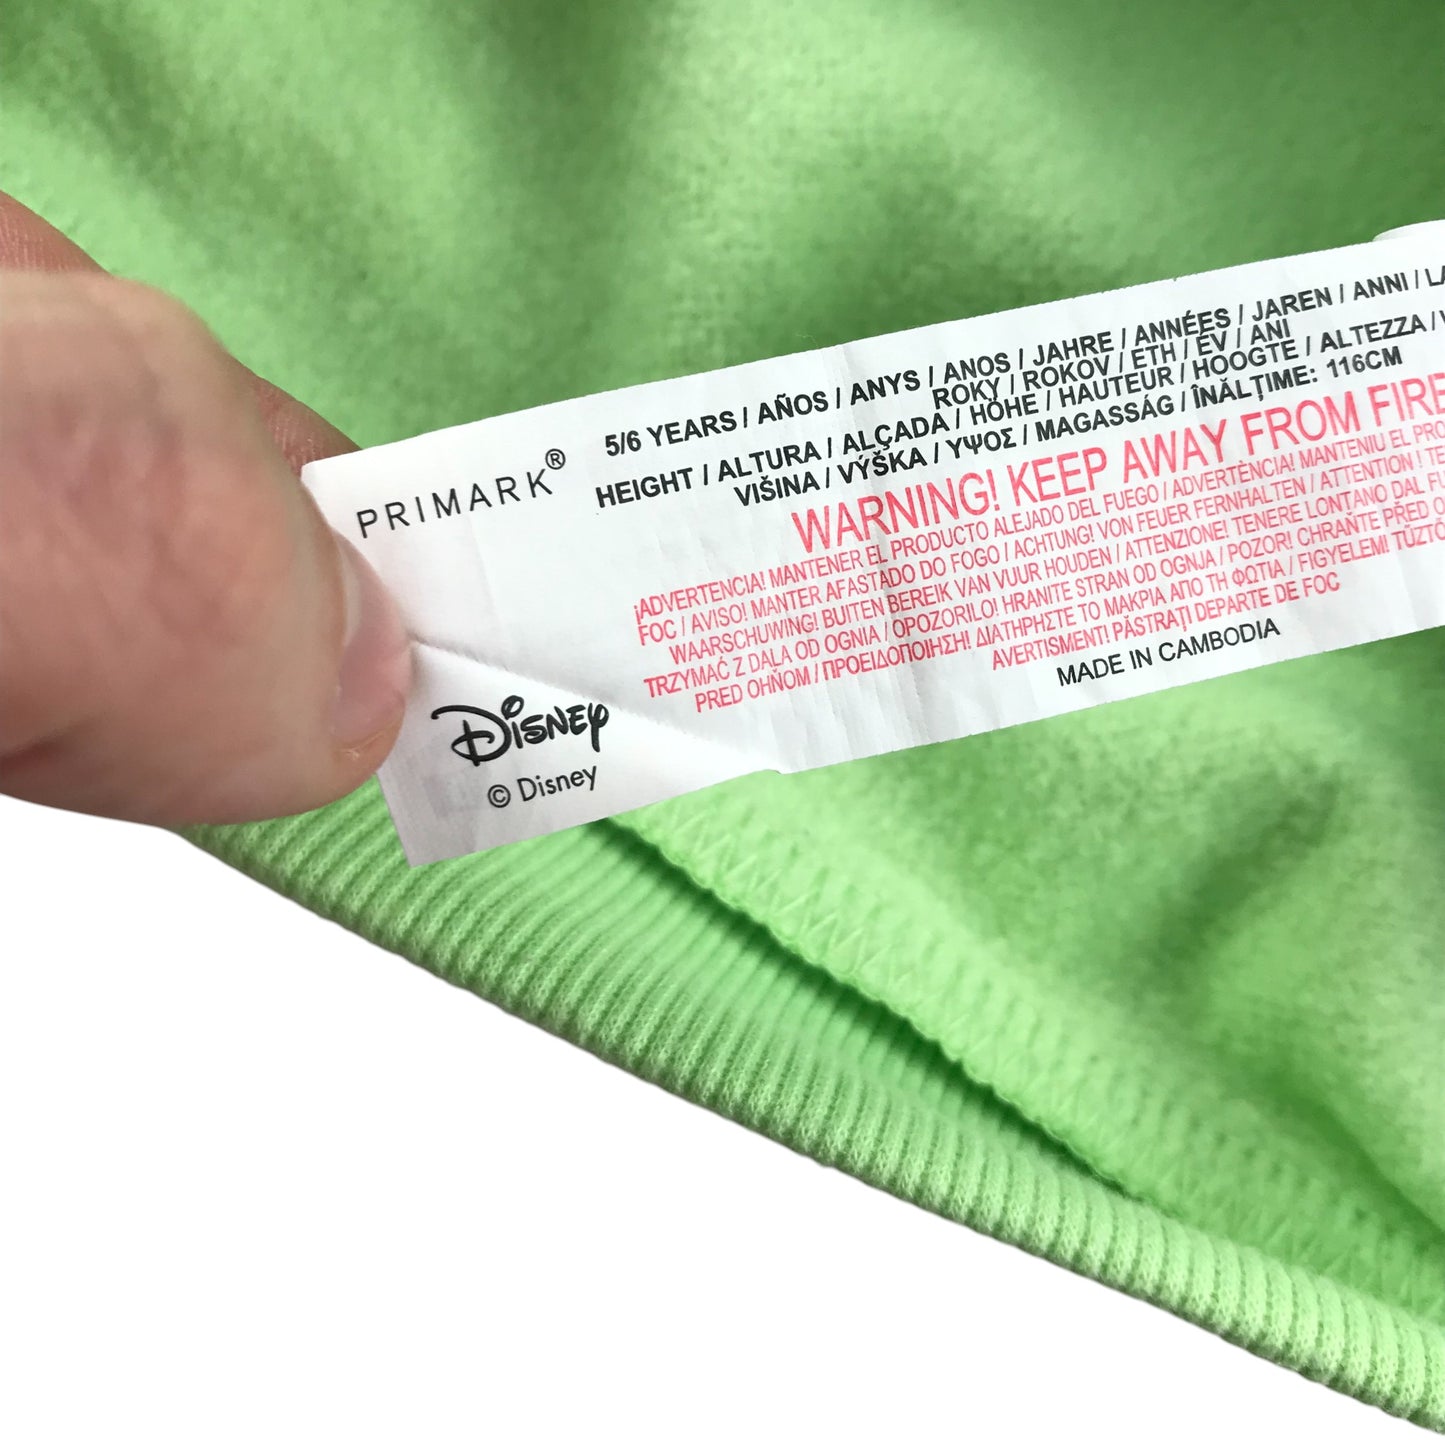 PRIMARK®
5/6 YEARS / AÑOS / ANYS / ANOS / JAHRE / ANNÉES / JAREN / ANNI /
ROKY / ROKOV / ΕΤΗ / ÉV / ANI
HEIGHT / ALTURA / ALÇADA / HÖHE / HAUTEUR / HOOGTE / ALTEZZA /
VIŠINA / VÝŠKA / ΥΨΟΣ / MAGASSÁG / ÎNĂLȚIME: 116CM
WARNING! KEEP AWAY FROM FIRE
¡ADVERTENCIA! MANTENER EL PRODUCTO ALEJADO DEL FUEGO / ADVERTÈNCIA! MANTENIU EL
FOC / AVISO! MANTER AFASTADO DO FOGO / ACHTUNG! VON FEUER FERNHALTEN / ATTENTION !
WAARSCHUWING! BUITEN BEREIK VAN VUUR HOUDEN / ATTENZIONE! TENERE LONTANO DAL
TRZYMAĆ Z DALA OD OGNIA / OPOZORILO! HRANITE STRAN OD OGNJA / POZOR! CHRAŇTE PŘED
PRED OHŇOM / ΠΡΟΕΙΔΟΠΟΙΗΣΗ! ΔΙΑΤΗΡΗΣΤΕ ΤΟ ΜΑΚΡΙΑ ΑΠΟ ΤΗ ΦΩΤΙΑ / FIGYELEM!
AVERTISMENT! PĂSTRAȚI DEPARTE DE FOC
MADE IN CAMBODIA
Disney
© Disney